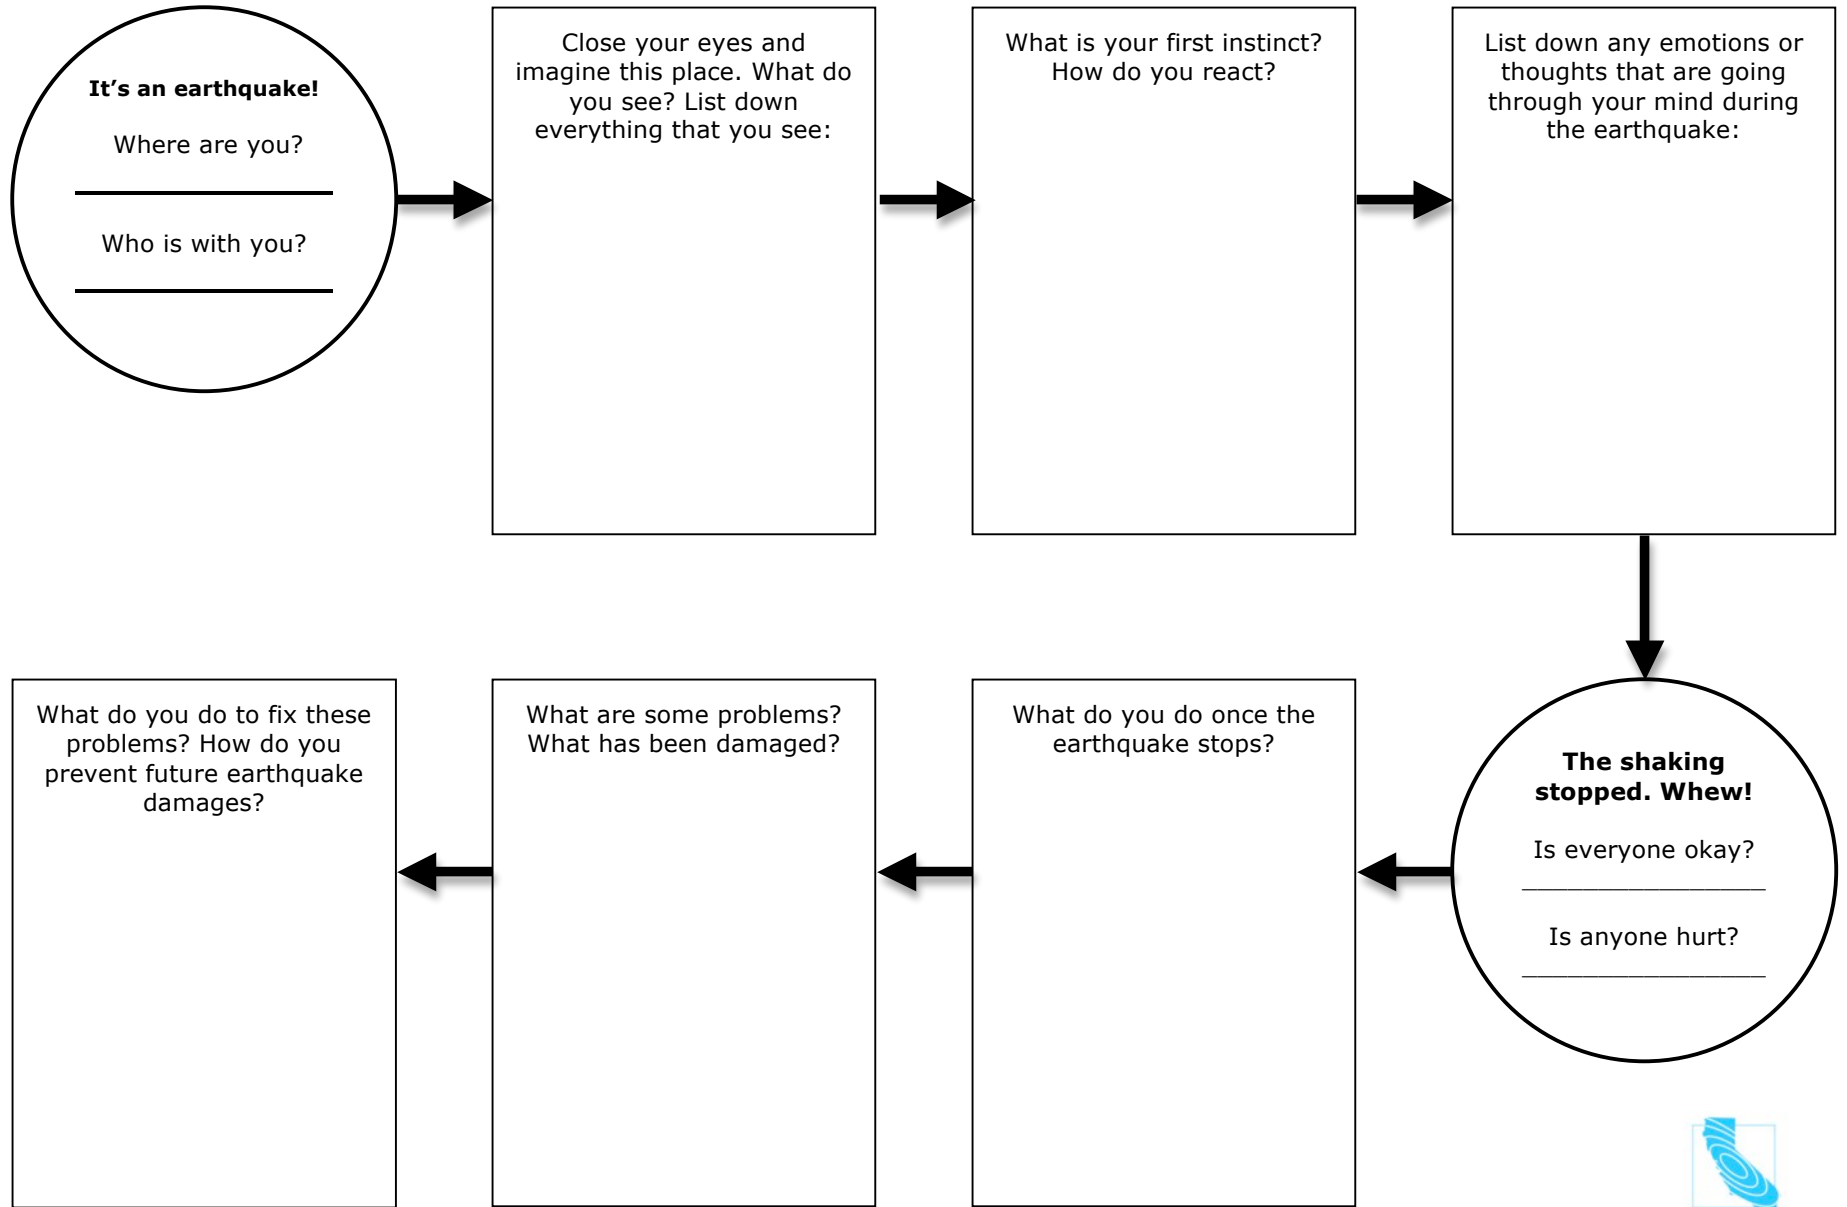 It’s an earthquake!
Where are you?
Who is with you?
Close your eyes and
imagine this place. What do
you see? List down
everything that you see:
What is your first instinct?
How do you react?
List down any emotions or
thoughts that are going
through your mind during
the earthquake:
The shaking
stopped. Whew!
Is everyone okay?
Is anyone hurt?
What do you do once the
earthquake stops?
What are some problems?
What has been damaged?
What do you do to fix these
problems? How do you
prevent future earthquake
damages?